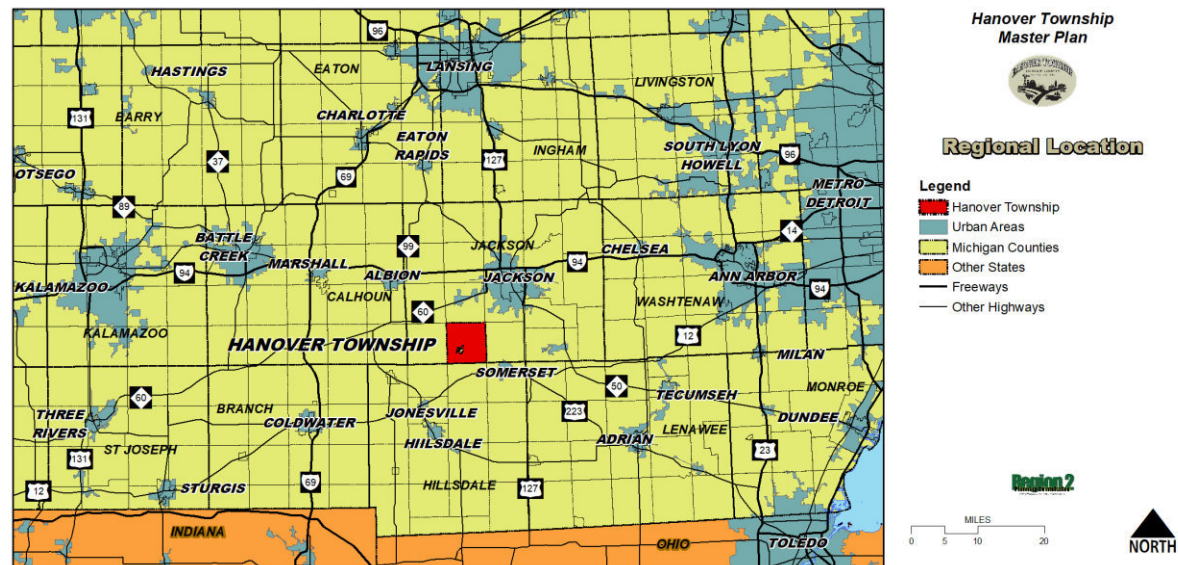 Hanover Township
Master Plan
Regional Location
Legend
Hanover Township
Urban Areas
Michigan Counties
Other States
Freeways
Other Highways
Region 2
MILES
0 5 10 20
NORTH
96
LANSING
EATON
HASTINGS
LIVINGSTON
131
BARRY
CHARLOTTE
EATON
RAPIDS
127
INGHAM
SOUTH LYON
HOWELL
96
37
69
OTSEGO
METRO
DETROIT
89
14
BATTLE
CREEK
99
JACKSON
CHELSEA
94
MARSHALL
ALBION
JACKSON
94
ANN ARBOR
94
KALAMAZOO
CALHOUN
WASHTENAW
60
KALAMAZOO
HANOVER TOWNSHIP
12
MILAN
SOMERSET
60
50
TECUMSEH
MONROE
THREE
RIVERS
BRANCH
COLDWATER
JONESVILLE
223
DUNDEE
HIILSDALE
ADRIAN
LENAWEE
ST JOSEPH
23
131
12
STURGIS
69
HILLSDALE
127
INDIANA
OHIO
TOLEDO